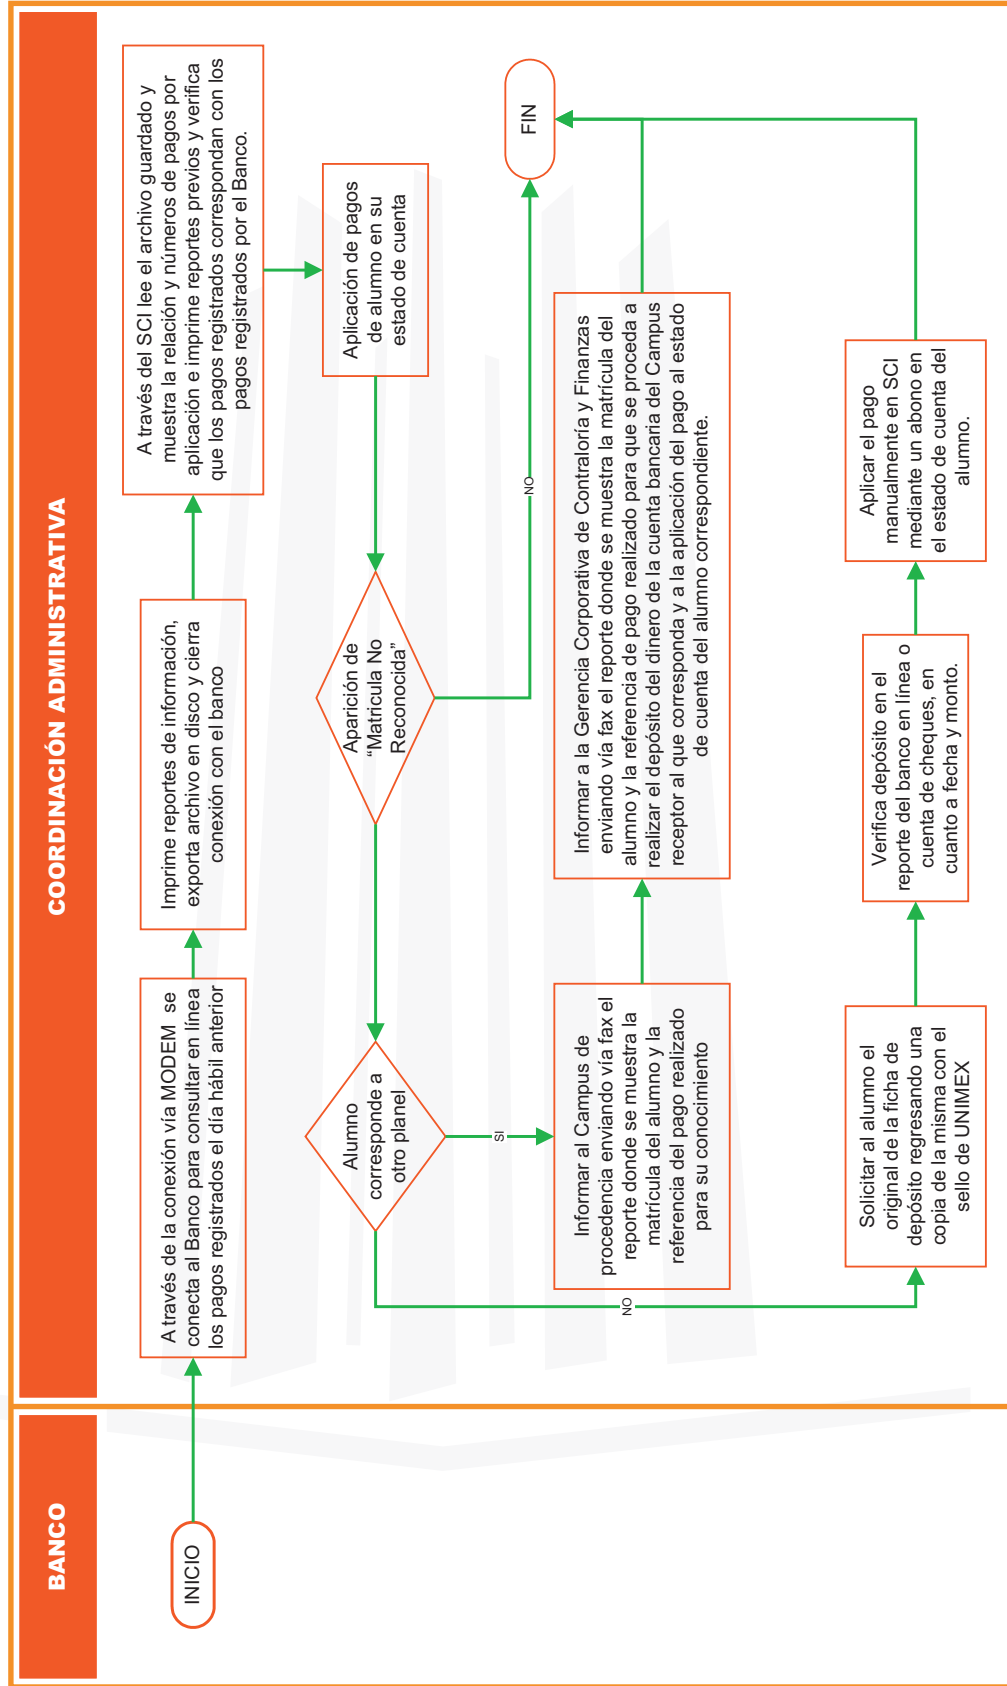 BANCO
COORDINACIÓN ADMINISTRATIVA
INICIO
A través de la conexión vía MODEM se
conecta al Banco para consultar en línea
los pagos registrados el día hábil anterior
Imprime reportes de información,
exporta archivo en disco y cierra
conexión con el banco
A través del SCI lee el archivo guardado y
muestra la relación y números de pagos por
aplicación e imprime reportes previos y verifica
que los pagos registrados correspondan con los
pagos registrados por el Banco.
Aplicación de pagos
de alumno en su
estado de cuenta
Aparición de
“Matricula No
Reconocida”
NO
FIN
Alumno
corresponde a
otro planel
SI
NO
Informar al Campus de
procedencia enviando vía fax el
reporte donde se muestra la
matrícula del alumno y la
referencia del pago realizado
para su conocimiento
Informar a la Gerencia Corporativa de Contraloría y Finanzas
enviando vía fax el reporte donde se muestra la matrícula del
alumno y la referencia de pago realizado para que se proceda a
realizar el depósito del dinero de la cuenta bancaria del Campus
receptor al que corresponda y a la aplicación del pago al estado
de cuenta del alumno correspondiente.
Solicitar al alumno el
original de la ficha de
depósito regresando una
copia de la misma con el
sello de UNIMEX
Verifica depósito en el
reporte del banco en línea o
cuenta de cheques, en
cuanto a fecha y monto.
Aplicar el pago
manualmente en SCI
mediante un abono en
el estado de cuenta del
alumno.